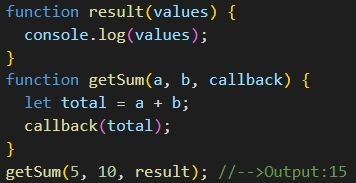 function result(values) {
  console.log(values);
}
function getSum(a, b, callback) {
  let total = a + b;
  callback(total);
}
getSum(5, 10, result); //-->Output:15